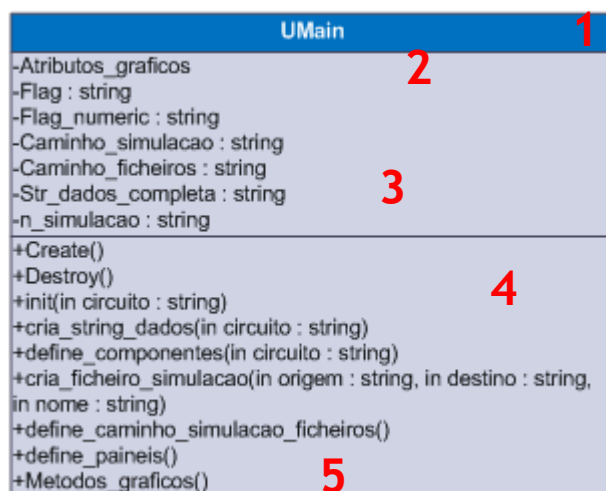 UMain 1
-Atributos_graficos 2
-Flag : string
-Flag_numeric : string
-Caminho_simulacao : string
-Caminho_ficheiros : string
-Str_dados_completa : string 3
-n_simulacao : string
+Create()
+Destroy() 4
+init(in circuito : string)
+cria_string_dados(in circuito : string)
+define_componentes(in circuito : string)
+cria_ficheiro_simulacao(in origem : string, in destino : string,
in nome : string)
+define_caminho_simulacao_ficheiros()
+define_paineis()
+Metodos_graficos() 5